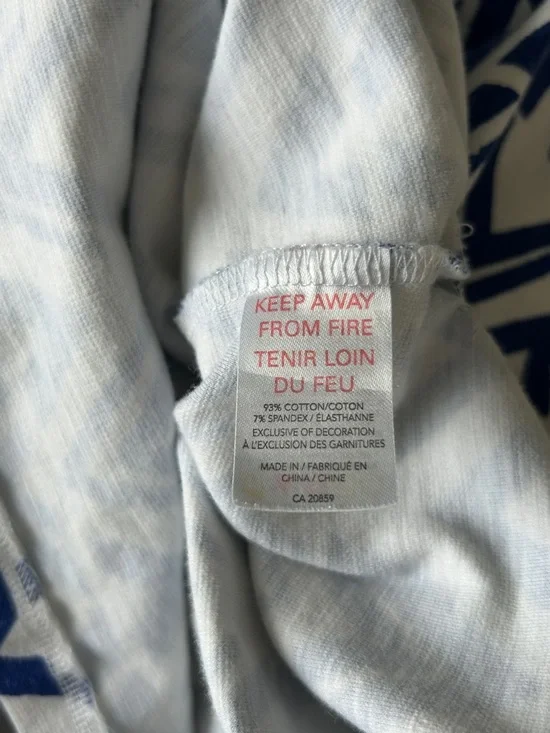 KEEP AWAY
FROM FIRE
TENIR LOIN
DU FEU
93% COTTON/COTON
7% SPANDEX / ÉLASTHANNE
EXCLUSIVE OF DECORATION
À L'EXCLUSION DES GARNITURES
MADE IN / FABRIQUÉ EN
CHINA / CHINE
CA 20859